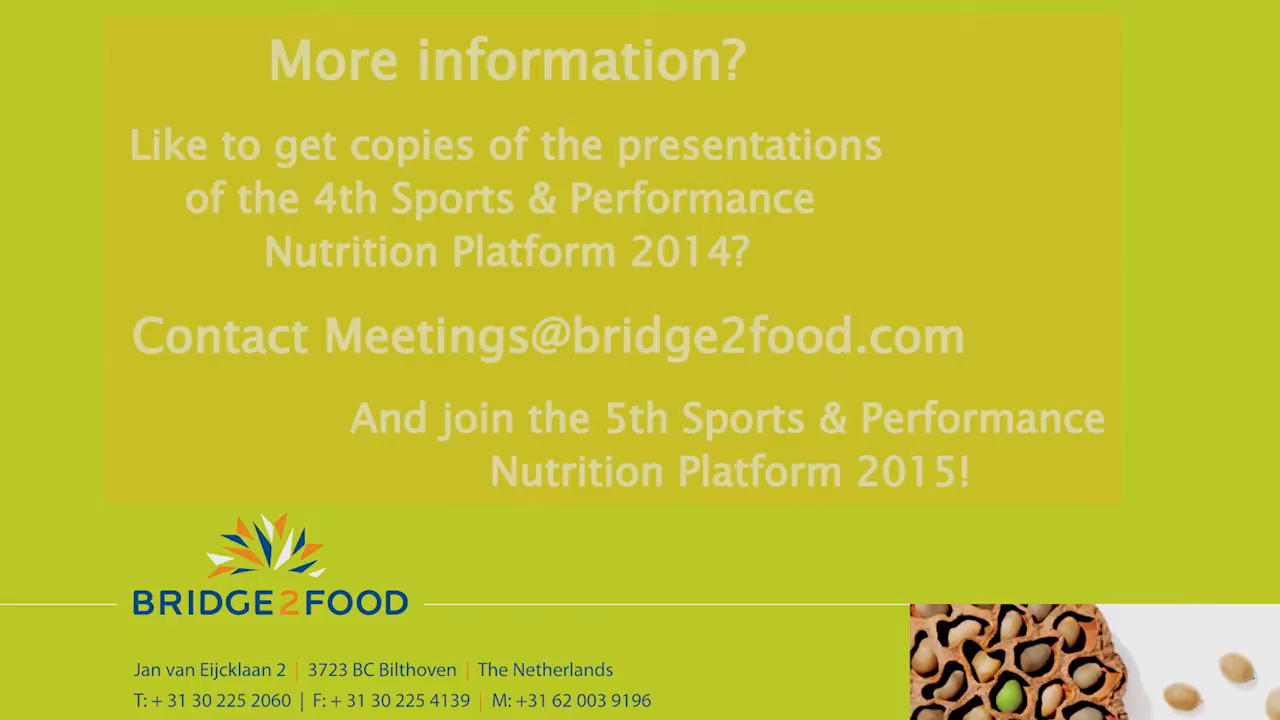 More information?
Like to get copies of the presentations
of the 4th Sports & Performance
Nutrition Platform 2014?
Contact Meetings@bridge2food.com
And join the 5th Sports & Performance
Nutrition Platform 2015!
BRIDGE2FOOD
Jan van Eijcklaan 2 | 3723 BC Bilthoven | The Netherlands
T: + 31 30 225 2060 | F: + 31 30 225 4139 | M: +31 62 003 9196